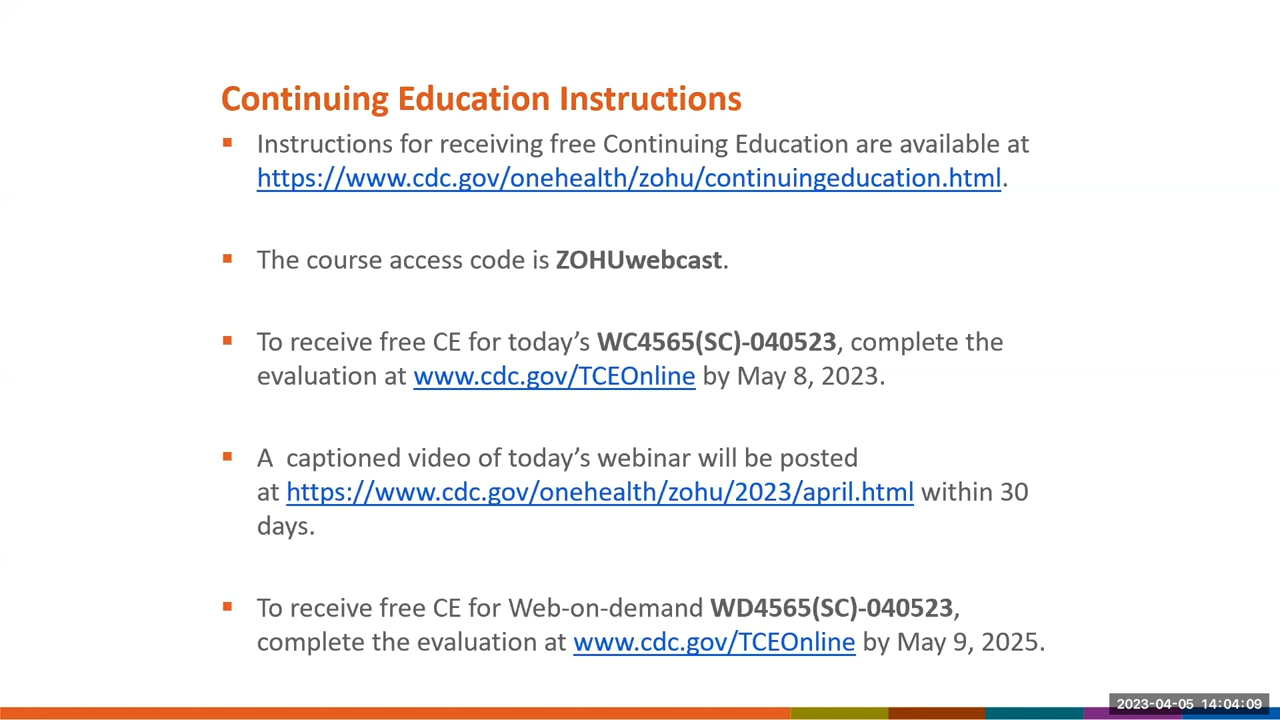 Continuing Education Instructions
▪ Instructions for receiving free Continuing Education are available at
https://www.cdc.gov/onehealth/zohu/continuingeducation.html.
▪ The course access code is ZOHUwebcast.
▪ To receive free CE for today’s WC4565(SC)-040523, complete the
evaluation at www.cdc.gov/TCEOnline by May 8, 2023.
▪ A  captioned video of today’s webinar will be posted
at https://www.cdc.gov/onehealth/zohu/2023/april.html within 30
days.
▪ To receive free CE for Web-on-demand WD4565(SC)-040523,
complete the evaluation at www.cdc.gov/TCEOnline by May 9, 2025.
2023-04-05 14:04:09